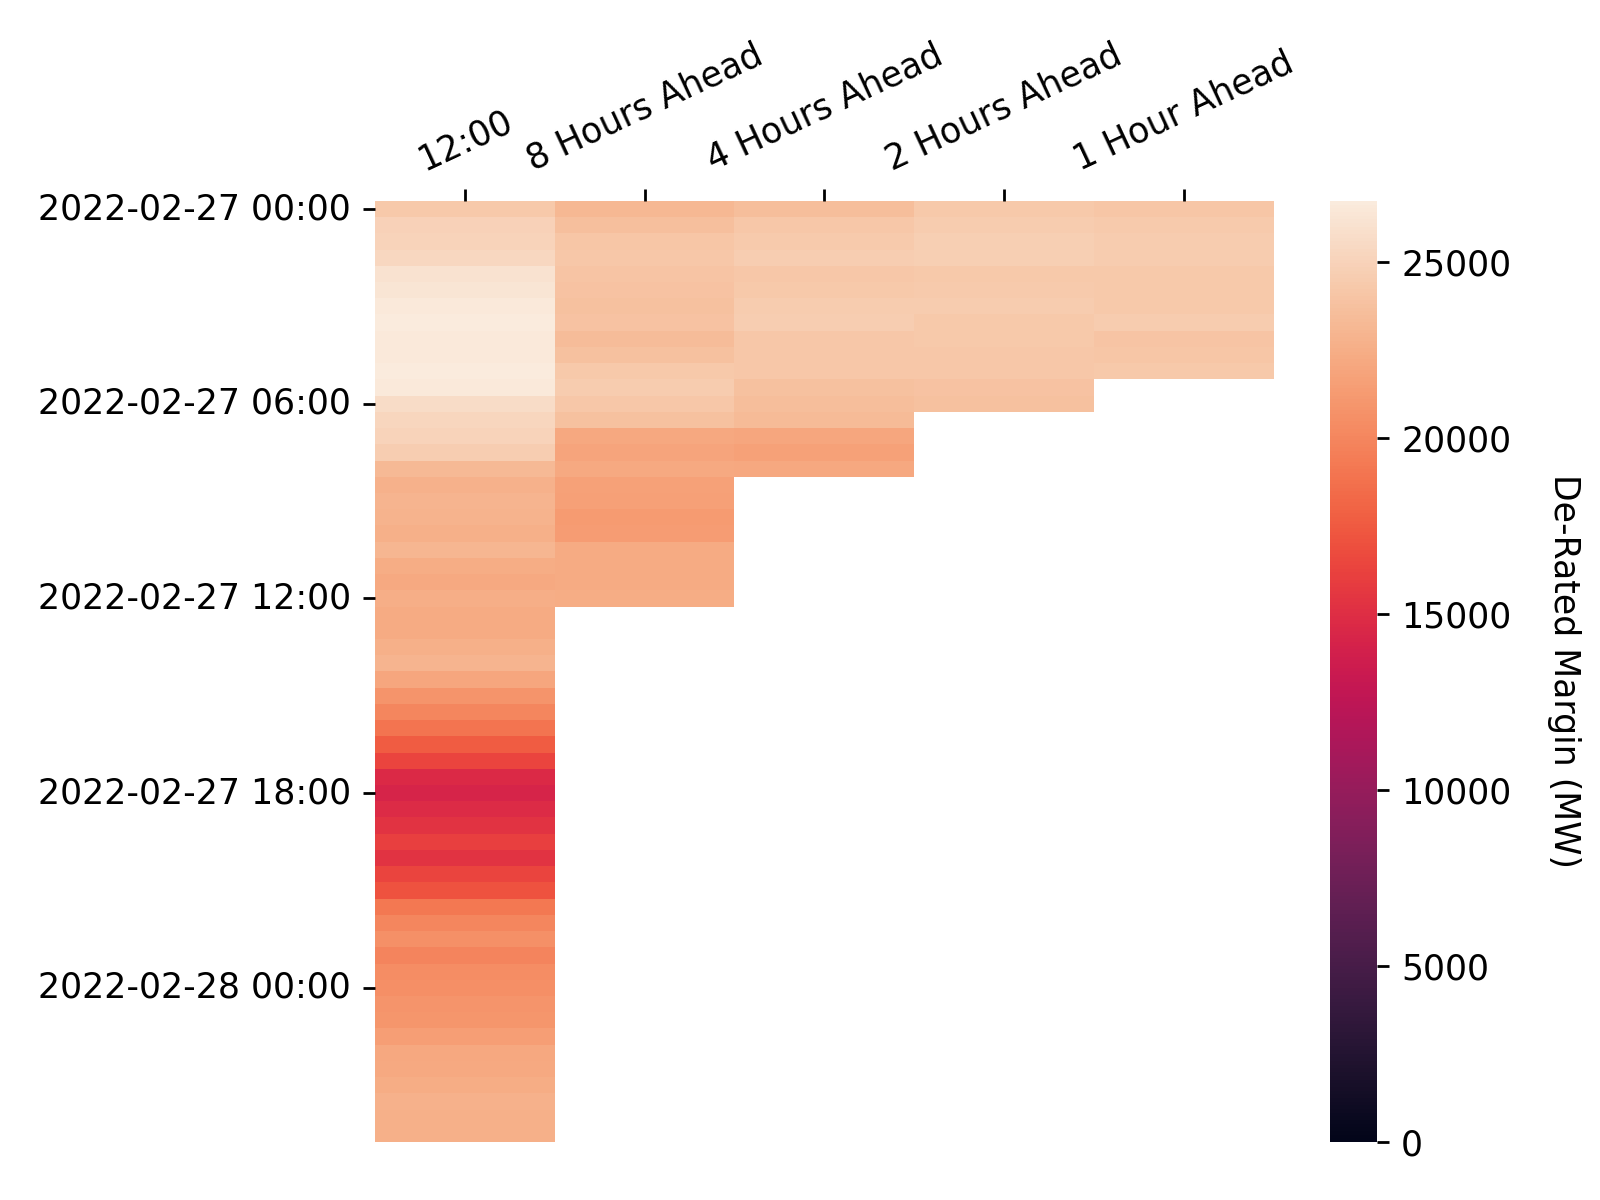 12:00
8 Hours Ahead
4 Hours Ahead
2 Hours Ahead
1 Hour Ahead
2022-02-27 00:00
2022-02-27 06:00
2022-02-27 12:00
2022-02-27 18:00
2022-02-28 00:00
25000
20000
15000
10000
5000
0
De-Rated Margin (MW)